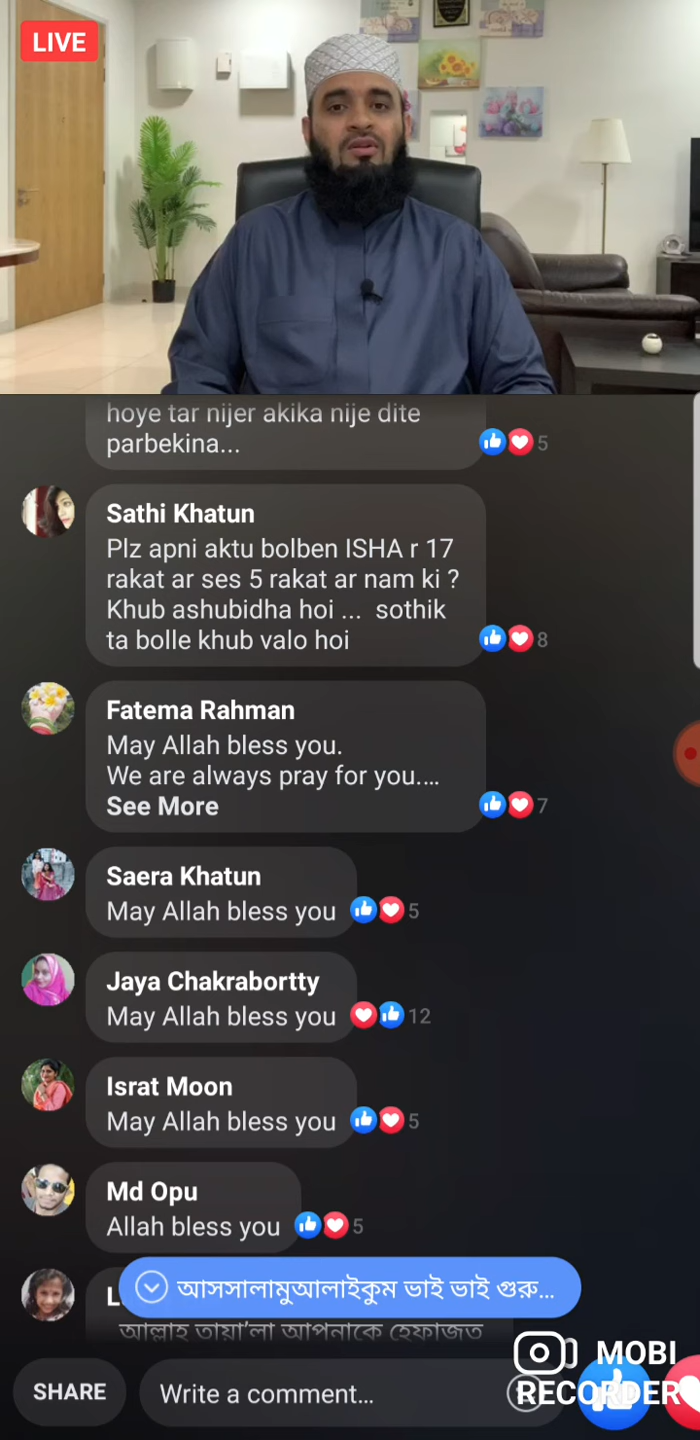 LIVE
hoye tar nijer akika nije dite
parbekina...
5
Sathi Khatun
Plz apni aktu bolben ISHA r 17
rakat ar ses 5 rakat ar nam ki ?
Khub ashubidha hoi ... sothik
ta bolle khub valo hoi
8
Fatema Rahman
May Allah bless you.
We are always pray for you....
See More
7
Saera Khatun
May Allah bless you
5
Jaya Chakrabortty
May Allah bless you
12
Israt Moon
May Allah bless you
5
Md Opu
Allah bless you
5
L
আসসালামুআলাইকুম ভাই ভাই গুরু...
আল্লাহ তায়া'লা আপনাকে হেফাজত
MOBI
RECORDER
SHARE
Write a comment...